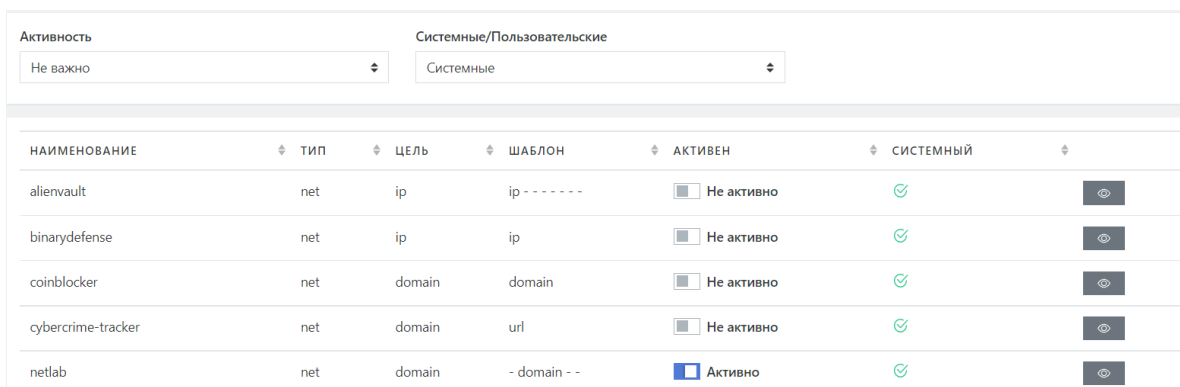 Активность Системные/Пользовательские
Не важно Системные
НАИМЕНОВАНИЕ ТИП ЦЕЛЬ ШАБЛОН АКТИВЕН СИСТЕМНЫЙ
alienvault net ip ip - - - - - - - Не активно
binarydefense net ip ip Не активно
coinblocker net domain domain Не активно
cybercrime-tracker net domain url Не активно
netlab net domain - domain - - Активно